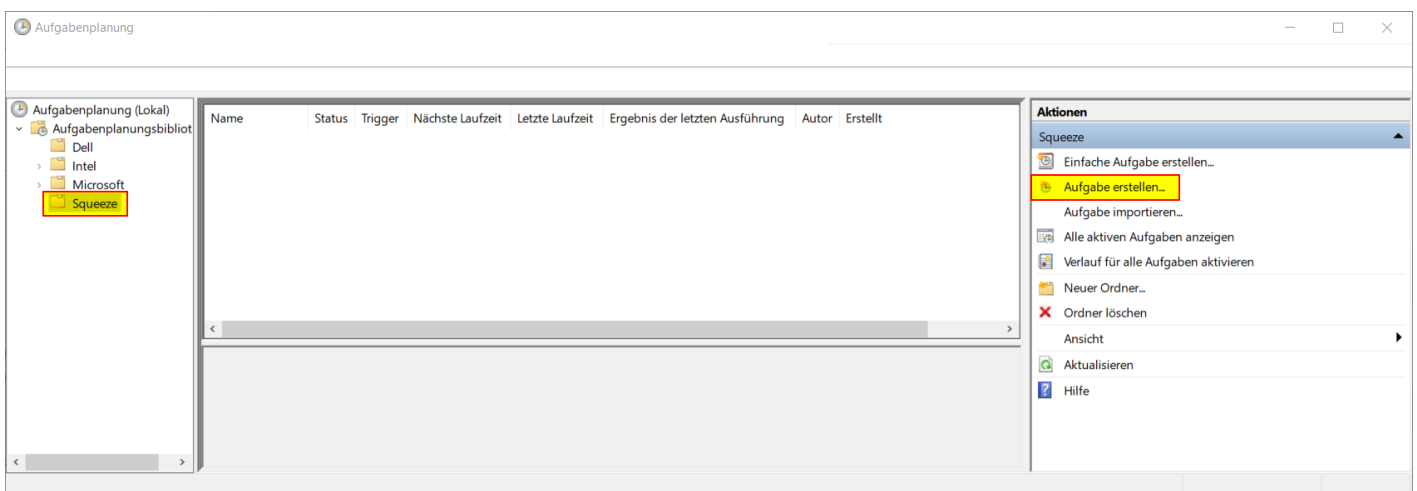 Aufgabenplanung
Aufgabenplanung (Lokal)
Aufgabenplanungsbibliot
Dell
Intel
Microsoft
Squeeze
Name Status Trigger Nächste Laufzeit Letzte Laufzeit Ergebnis der letzten Ausführung Autor Erstellt
Aktionen
Squeeze
Einfache Aufgabe erstellen...
Aufgabe erstellen...
Aufgabe importieren...
Alle aktiven Aufgaben anzeigen
Verlauf für alle Aufgaben aktivieren
Neuer Ordner...
Ordner löschen
Ansicht
Aktualisieren
Hilfe